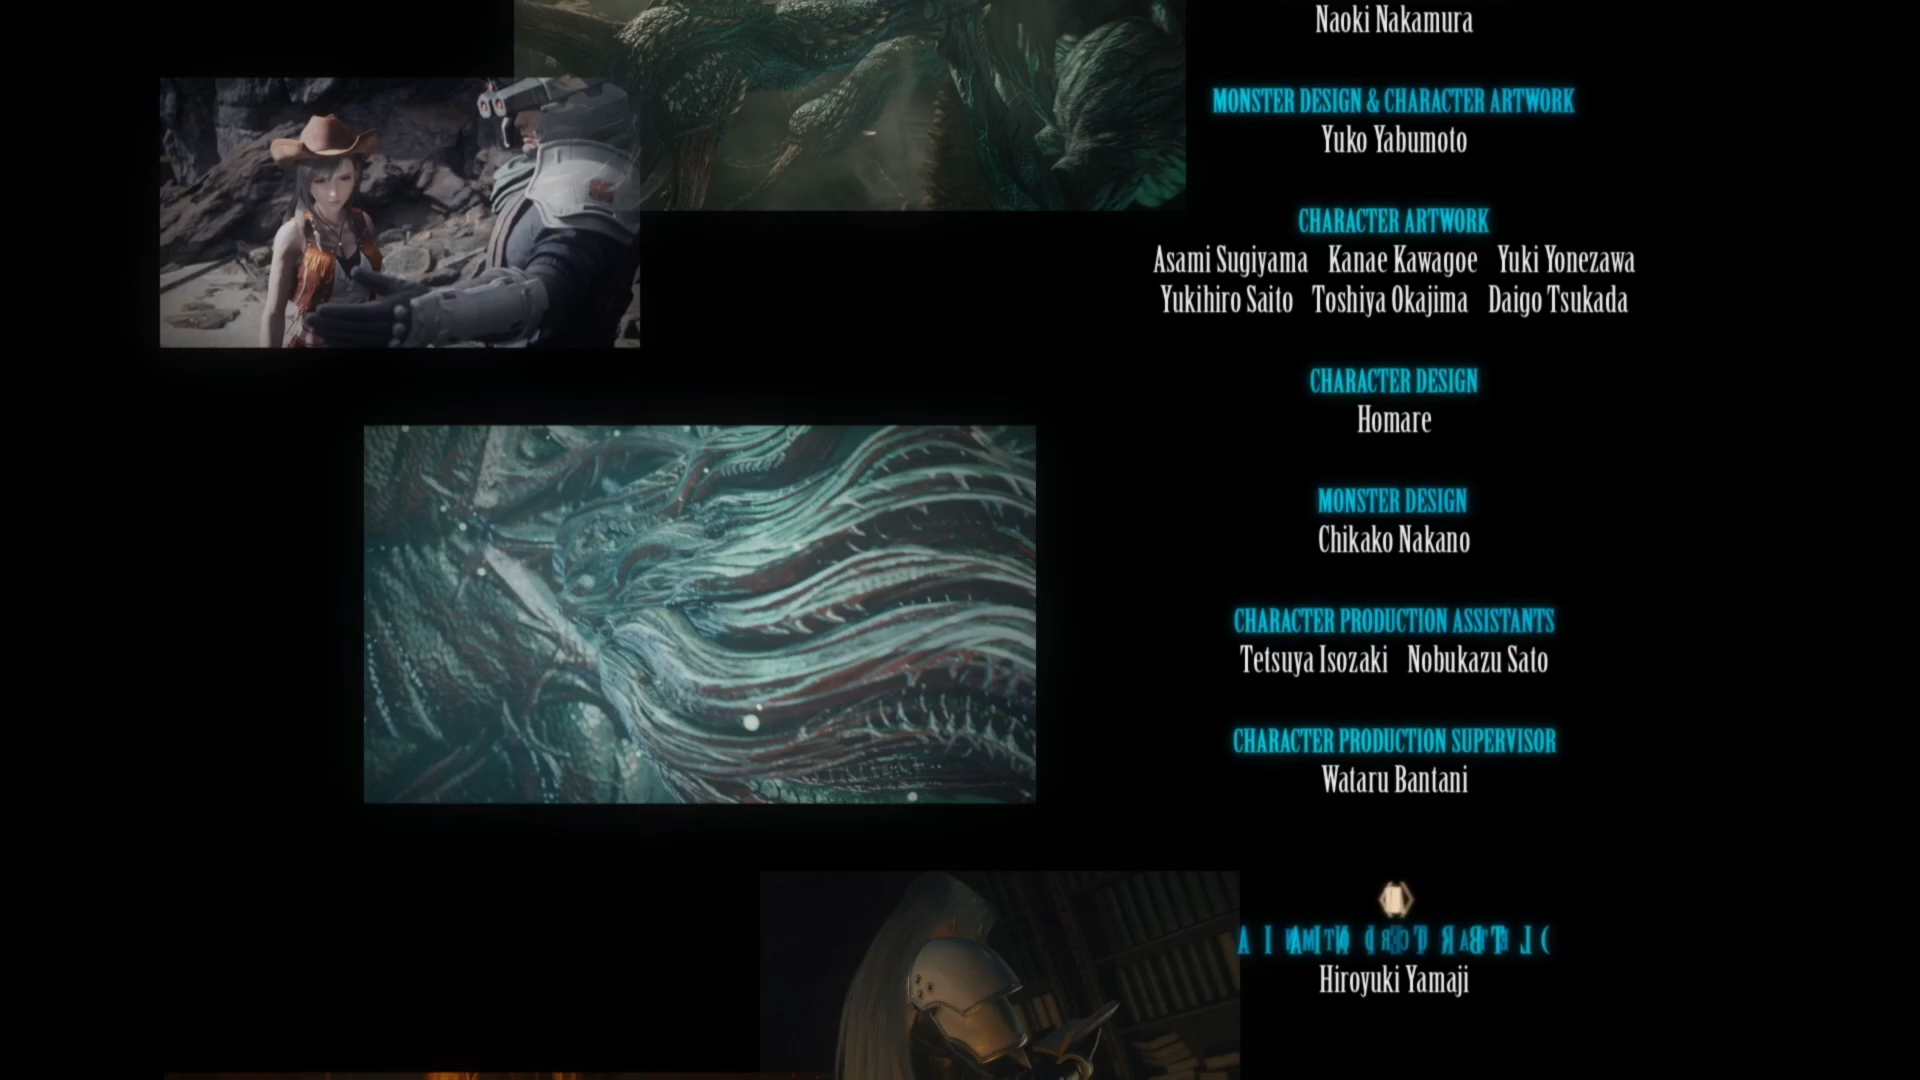 Naoki Nakamura
MONSTER DESIGN & CHARACTER ARTWORK
Yuko Yabumoto
CHARACTER ARTWORK
Asami Sugiyama Kanae Kawagoe Yuki Yonezawa
Yukihiro Saito Toshiya Okajima Daigo Tsukada
CHARACTER DESIGN
Homare
MONSTER DESIGN
Chikako Nakano
CHARACTER PRODUCTION ASSISTANTS
Tetsuya Isozaki Nobukazu Sato
CHARACTER PRODUCTION SUPERVISOR
Wataru Bantani
Hiroyuki Yamaji